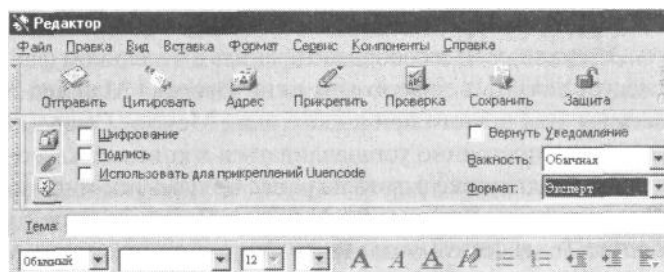 Редактор
Файл Правка Вид Вставка Формат Сервис Компоненты Справка
Отправить Цитировать Адрес Прикрепить Проверка Сохранить Защита
Шифрование
Вернуть Уведомление
Подпись
Важность: Обычная
Использовать для прикреплений Uuencode
Формат: Эксперт
Тема:
Обычный 12 A A A